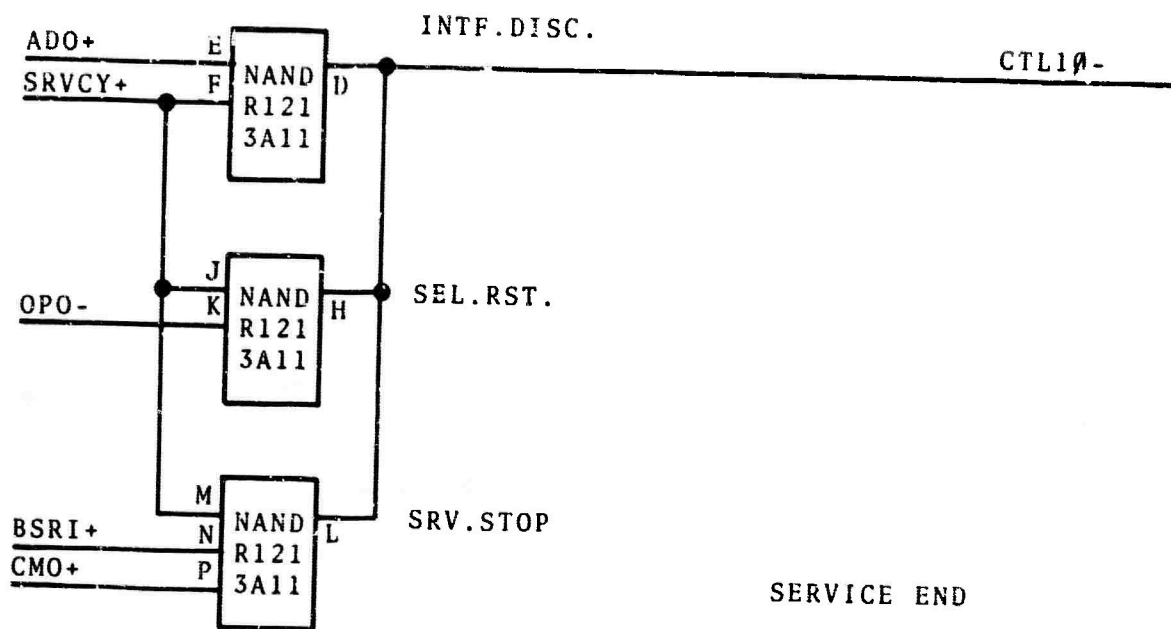 INTF.DISC.
CTL1Ø-
ADO+
E
SRVCY+
F
NAND
R121
3A11
D
J
K
OPO-
NAND
R121
3A11
H
SEL.RST.
M
N
P
BSRI+
CMO+
NAND
R121
3A11
L
SRV.STOP
SERVICE END